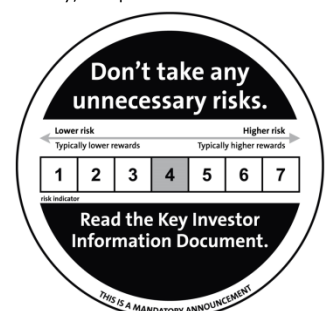 Don't take any
unnecessary risks.
Lower risk Higher risk
Typically lower rewards Typically higher rewards
1 2 3 4 5 6 7
risk indicator
Read the Key Investor
Information Document.
THIS IS A MANDATORY ANNOUNCEMENT